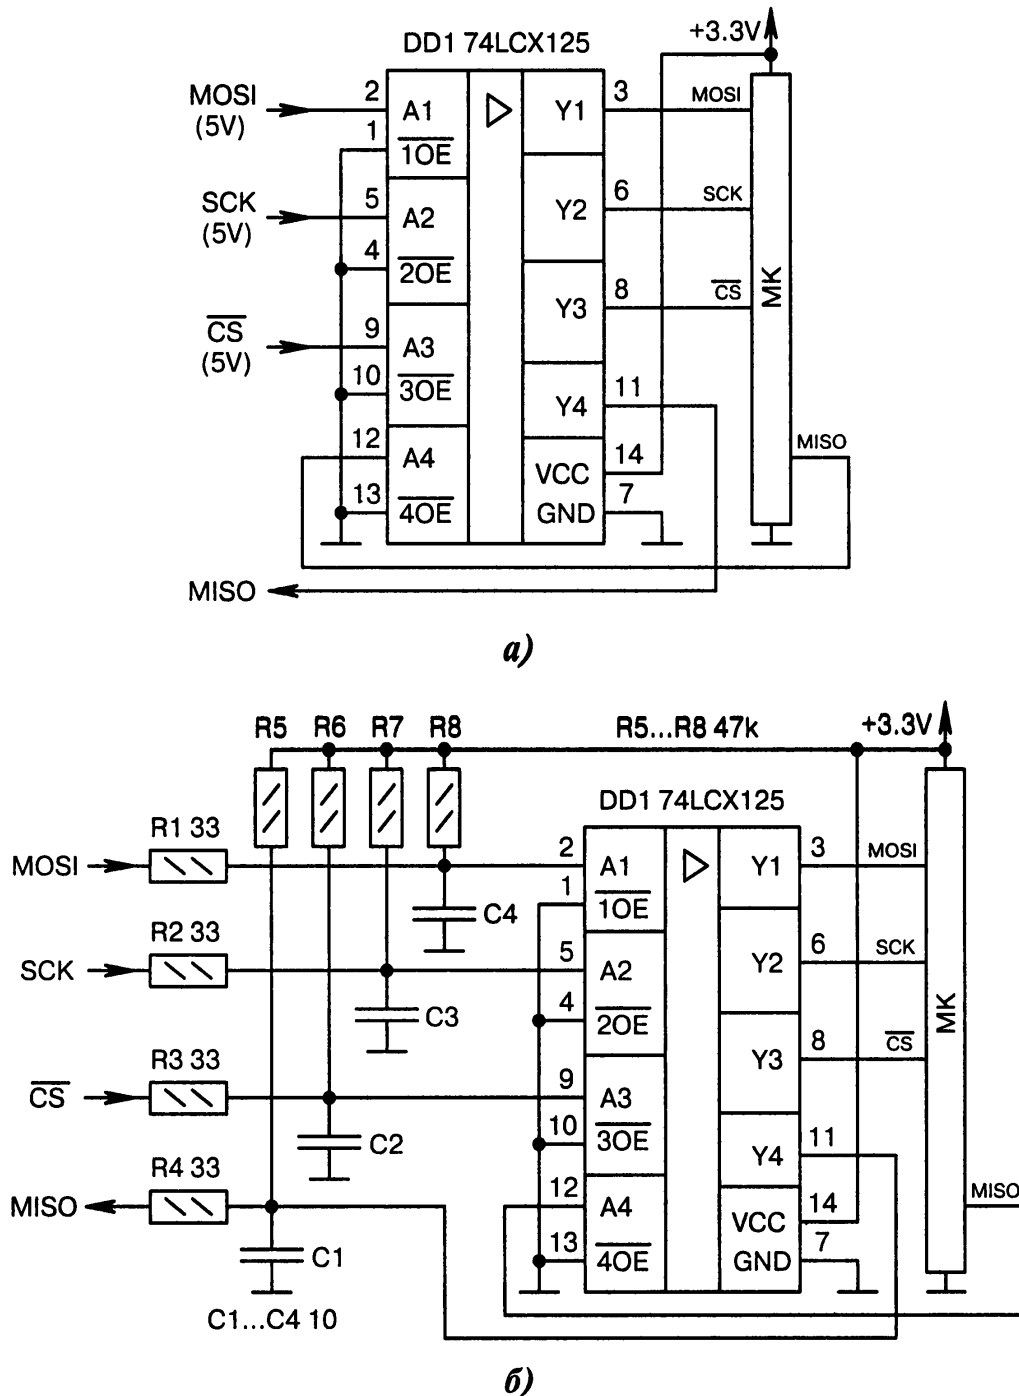 DD1 74LCX125
+3.3V
MOSI
(5V)
2
A1
Y1
3
MOSI
1
1OE
SCK
(5V)
5
A2
Y2
6
SCK
4
2OE
CS
(5V)
9
A3
Y3
8
CS
MK
10
3OE
12
A4
Y4
11
MISO
13
4OE
VCC
14
GND
7
MISO
а)
R5
R6
R7
R8
R5...R8 47k
+3.3V
DD1 74LCX125
R1 33
MOSI
2
A1
Y1
3
MOSI
1
1OE
C4
R2 33
SCK
5
A2
Y2
6
SCK
4
2OE
C3
MK
R3 33
CS
9
A3
Y3
8
CS
10
3OE
C2
R4 33
MISO
12
A4
Y4
11
MISO
13
4OE
VCC
14
GND
7
C1
C1...C4 10
б)